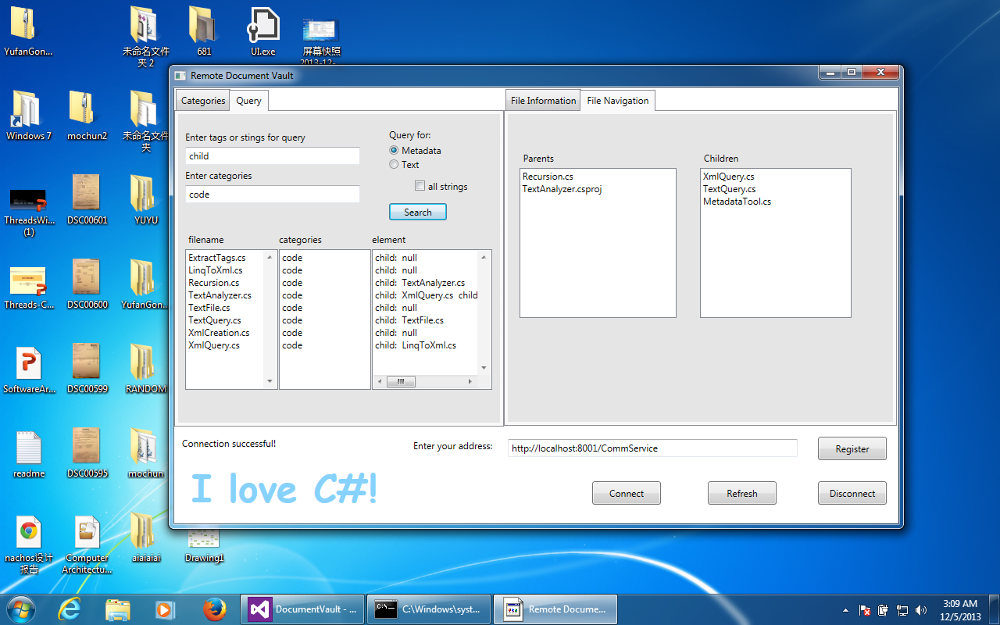 YufanGon...
未命名文件
夹 2
681
UI.exe
屏幕快照
2013-12-...
Windows 7
mochun2
未命名文件
夹
ThreadsWi...
(1)
DSC00601
YUYU
Threads-C...
DSC00600
YufanGon...
SoftwareAr...
DSC00599
RANDOM
readme
DSC00595
mochun
nachos设计
报告
Computer
Architectu...
aiaiaiai
Drawing1
Remote Document Vault
Categories
Query
File Information
File Navigation
Enter tags or stings for query
child
Enter categories
code
Query for:
Metadata
Text
all strings
Search
filename
categories
element
ExtractTags.cs code child: null
LinqToXml.cs code child: null
Recursion.cs code child: TextAnalyzer.cs
TextAnalyzer.cs code child: XmlQuery.cs child
TextFile.cs code child: null
TextQuery.cs code child: TextFile.cs
XmlCreation.cs code child: null
XmlQuery.cs code child: LinqToXml.cs
Parents
Recursion.cs
TextAnalyzer.csproj
Children
XmlQuery.cs
TextQuery.cs
MetadataTool.cs
Connection successful!
Enter your address:
http://localhost:8001/CommService
Register
I love C#!
Connect
Refresh
Disconnect
DocumentVault - ...
C:\Windows\syst...
Remote Docume...
3:09 AM
12/5/2013